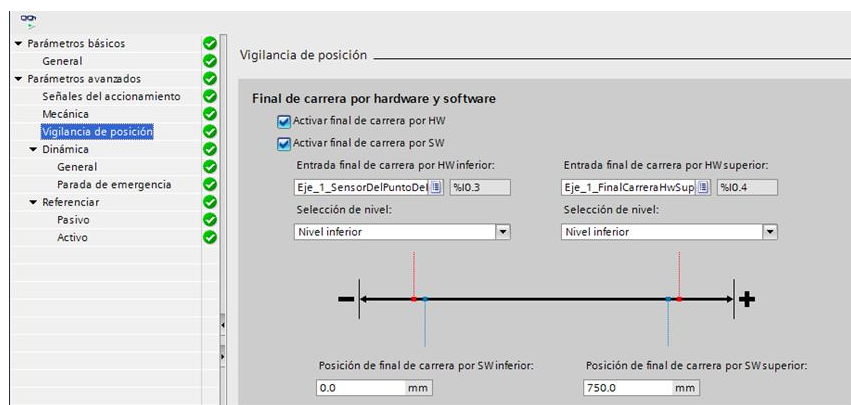 Parámetros básicos
General
Parámetros avanzados
Señales del accionamiento
Mecánica
Vigilancia de posición
Dinámica
General
Parada de emergencia
Referenciar
Pasivo
Activo
Vigilancia de posición
Final de carrera por hardware y software
Activar final de carrera por HW
Activar final de carrera por SW
Entrada final de carrera por HW inferior:
Entrada final de carrera por HW superior:
Eje_1_SensorDelPuntoDel %I0.3
Eje_1_FinalCarreraHwSup %I0.4
Selección de nivel:
Selección de nivel:
Nivel inferior
Nivel inferior
Posición de final de carrera por SW inferior:
Posición de final de carrera por SW superior:
0.0 mm
750.0 mm